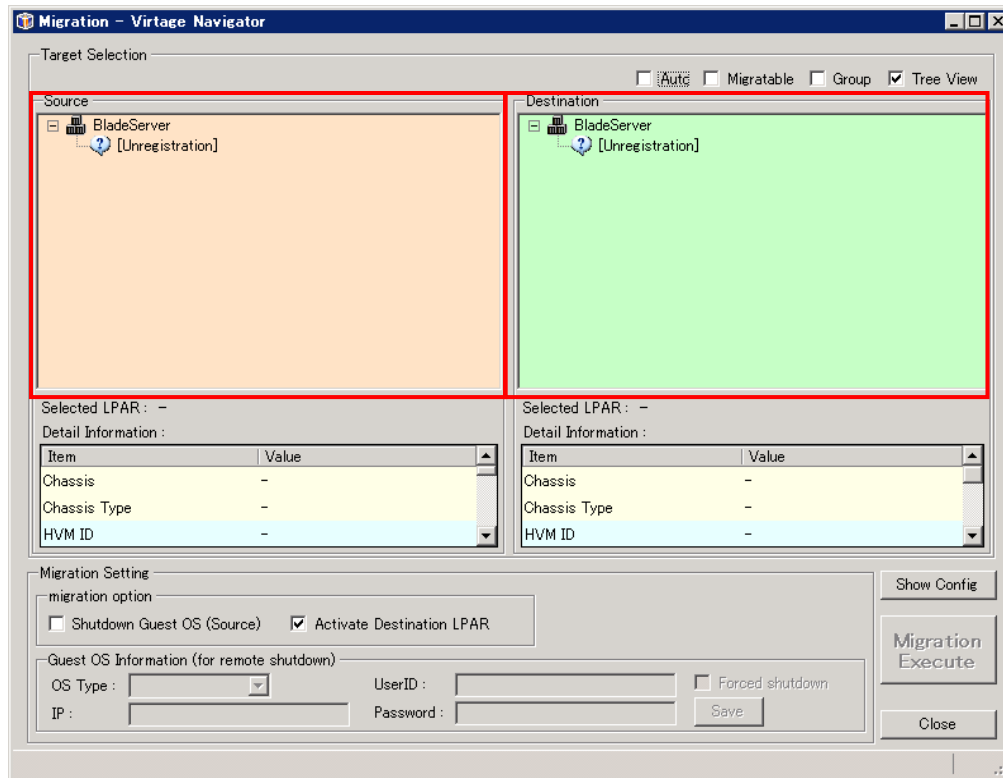 Migration - Virtage Navigator
Target Selection
Auto Migratable Group Tree View
Source
BladeServer
[Unregistration]
Destination
BladeServer
[Unregistration]
Selected LPAR : -
Detail Information :
Item Value
Chassis -
Chassis Type -
HVM ID -
Selected LPAR : -
Detail Information :
Item Value
Chassis -
Chassis Type -
HVM ID -
Migration Setting
migration option
Shutdown Guest OS (Source) Activate Destination LPAR
Guest OS Information (for remote shutdown)
OS Type : UserID : Forced shutdown
IP : Password : Save
Show Config
Migration
Execute
Close